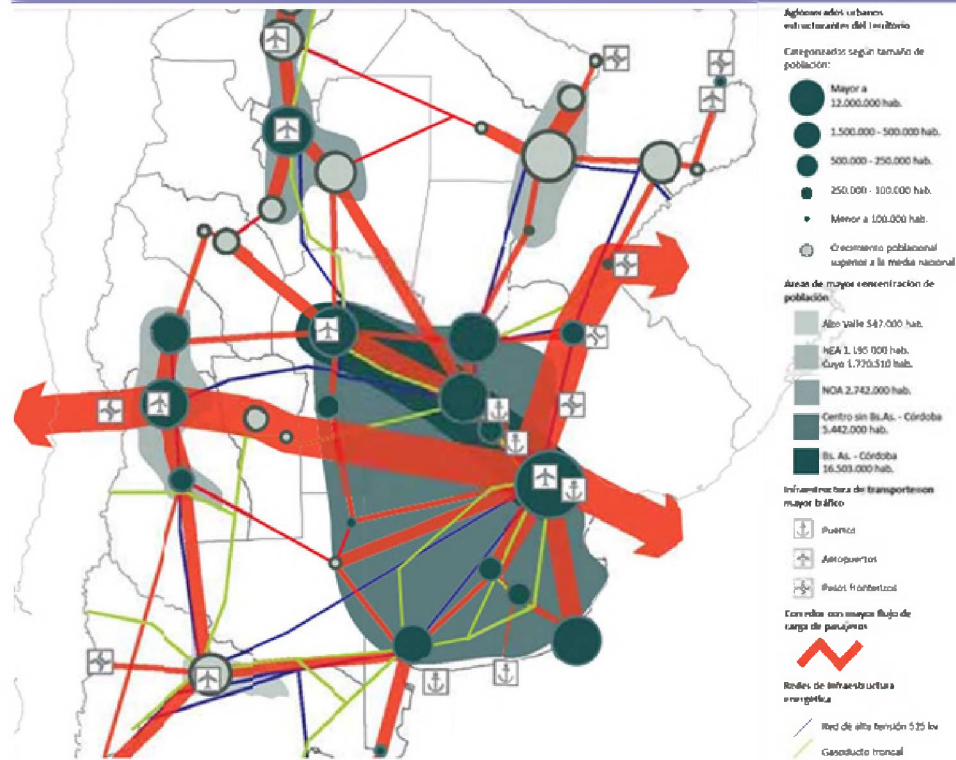 Aglomerados urbanos
estructurantes del territorio
Categorizados según tamaño de
población:
Mayor a
12.000.000 hab.
1.500.000 - 500.000 hab.
500.000 - 250.000 hab.
250.000 - 100.000 hab.
Menor a 100.000 hab.
Crecimiento poblacional
superior a la media nacional
Áreas de mayor concentración de
población
Alto Valle 547.000 hab.
NEA 1.195.000 hab.
Cuyo 1.720.510 hab.
NOA 2.742.000 hab.
Centro sin Bs.As. - Córdoba
5.442.000 hab.
Bs. As. - Córdoba
16.503.000 hab.
Infraestructura de transporte con
mayor tráfico
Puertos
Aeropuertos
Pasos fronterizos
Corredor con mayor flujo de
carga de pasajeros
Redes de infraestructura
energética
Red de alta tensión 525 kv
Gasoducto troncal